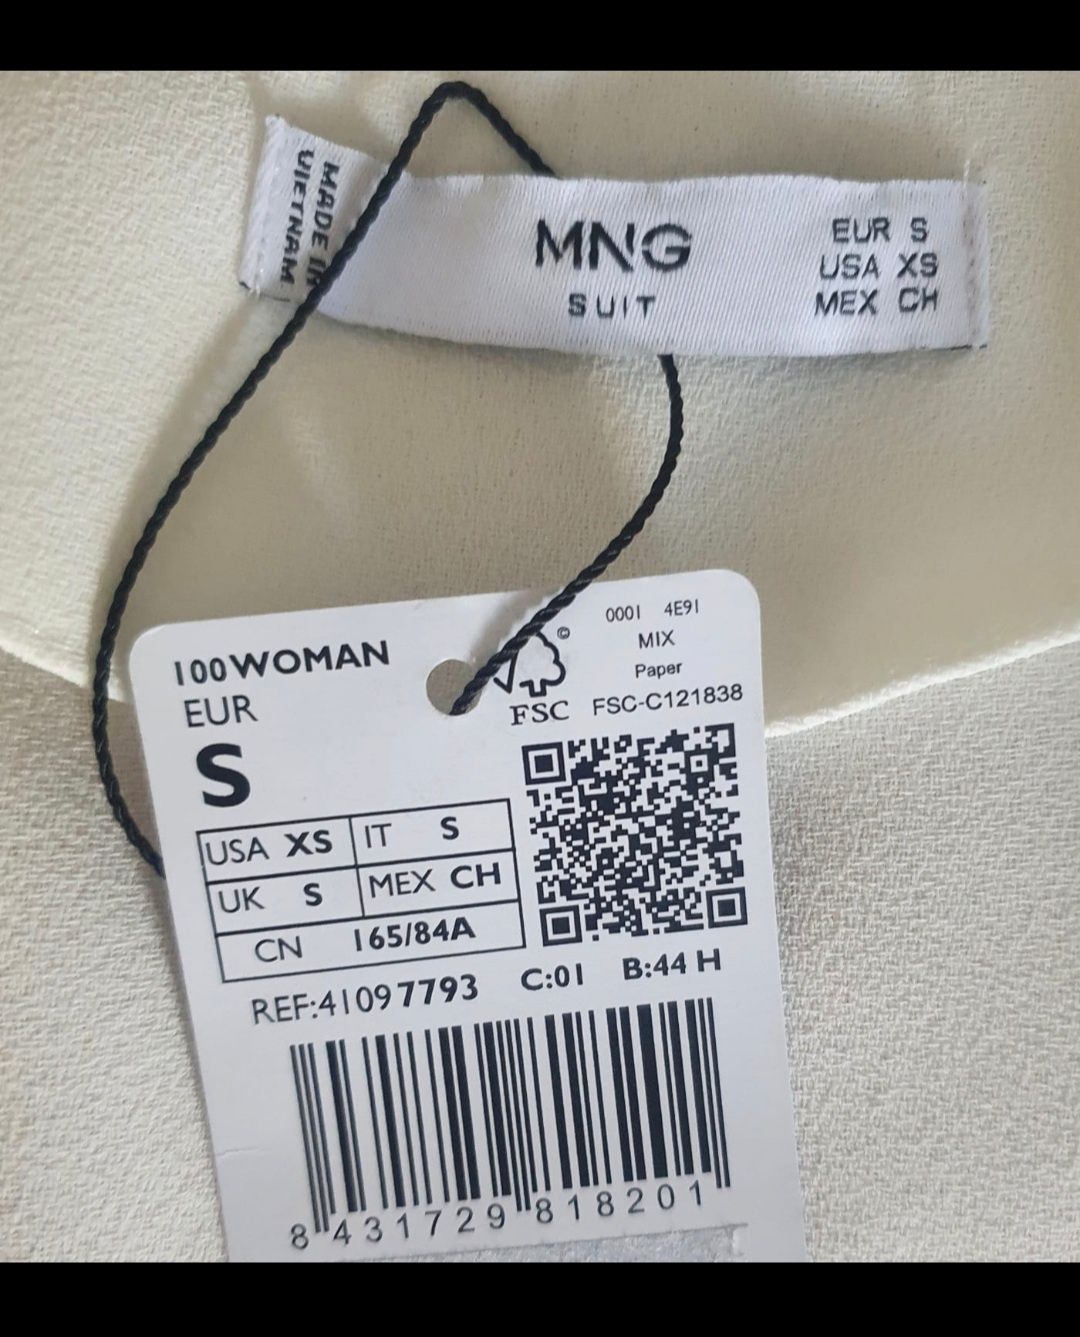 MADE IN
VIETNAM
MNG
SUIT
EUR S
USA XS
MEX CH
100 WOMAN
EUR
S
USA XS
IT S
UK S
MEX CH
CN 165/84A
©
FSC
0001 4E91
MIX
Paper
FSC-C121838
REF:41097793 C:01 B:44 H
8 431729 818201